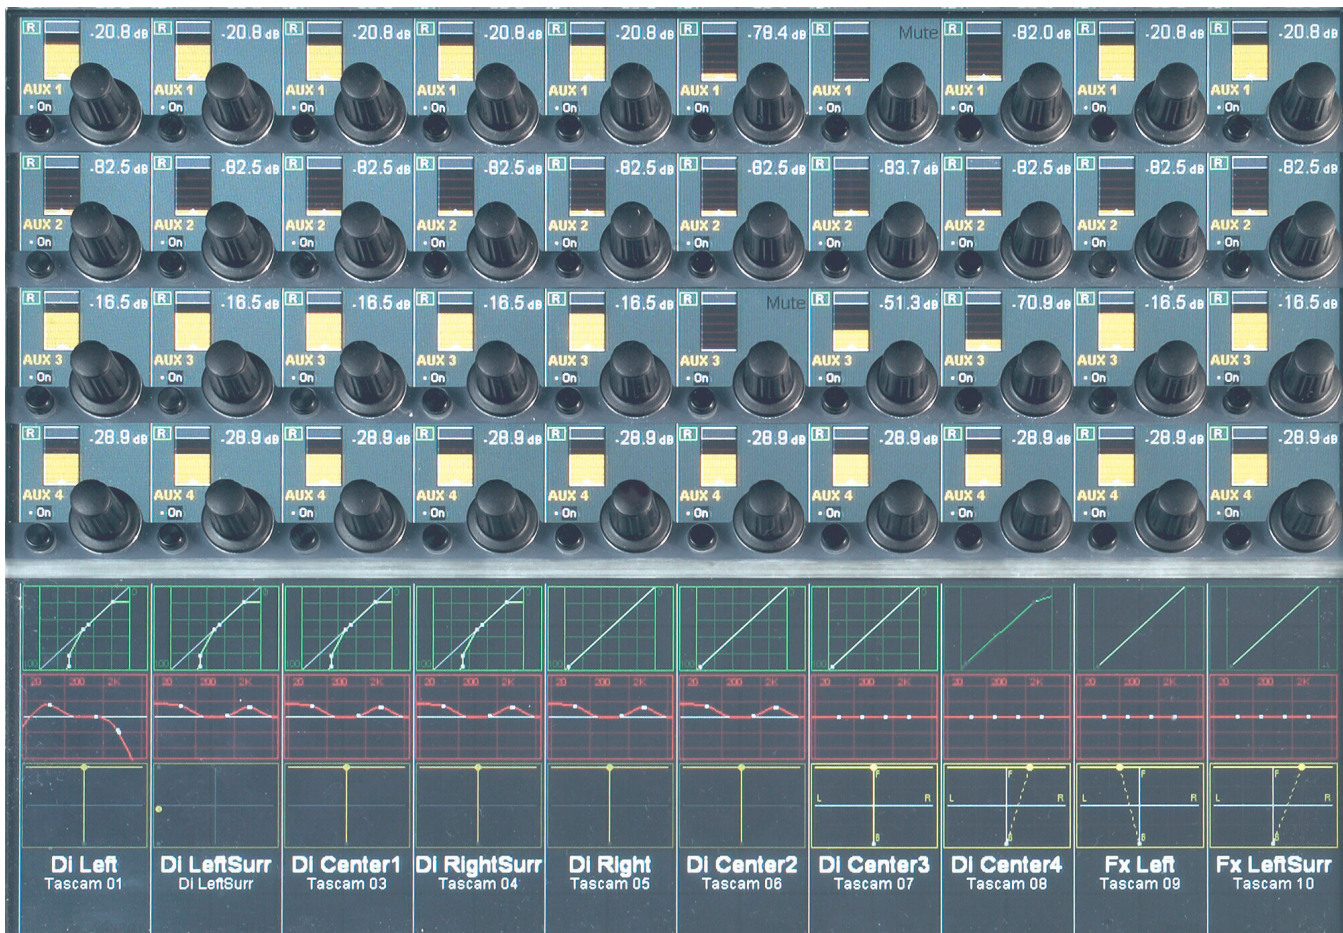 R -20.8 dB R -20.8 dB R -20.8 dB R -20.8 dB R -20.8 dB R -78.4 dB R Mute R -82.0 dB R -20.8 dB R -20.8 dB
AUX 1 AUX 1 AUX 1 AUX 1 AUX 1 AUX 1 AUX 1 AUX 1 AUX 1 AUX 1
On On On On On On On On On On
R -82.5 dB R -82.5 dB R -82.5 dB R -82.5 dB R -82.5 dB R -82.5 dB R -83.7 dB R -82.5 dB R -82.5 dB R -82.5 dB
AUX 2 AUX 2 AUX 2 AUX 2 AUX 2 AUX 2 AUX 2 AUX 2 AUX 2 AUX 2
On On On On On On On On On On
R -16.5 dB R -16.5 dB R -16.5 dB R -16.5 dB R -16.5 dB R Mute R -51.3 dB R -70.9 dB R -16.5 dB R -16.5 dB
AUX 3 AUX 3 AUX 3 AUX 3 AUX 3 AUX 3 AUX 3 AUX 3 AUX 3 AUX 3
On On On On On On On On On On
R -28.9 dB R -28.9 dB R -28.9 dB R -28.9 dB R -28.9 dB R -28.9 dB R -28.9 dB R -28.9 dB R -28.9 dB R -28.9 dB
AUX 4 AUX 4 AUX 4 AUX 4 AUX 4 AUX 4 AUX 4 AUX 4 AUX 4 AUX 4
On On On On On On On On On On
20 200 2K 20 200 2K 20 200 2K 20 200 2K 20 200 2K 20 200 2K 20 200 2K 20 200 2K 20 200 2K 20 200 2K
F F F F
L R L R L R L R
Di Left Di LeftSurr Di Center1 Di RightSurr Di Right Di Center2 Di Center3 Di Center4 Fx Left Fx LeftSurr
Tascam 01 Di LeftSurr Tascam 03 Tascam 04 Tascam 05 Tascam 06 Tascam 07 Tascam 08 Tascam 09 Tascam 10